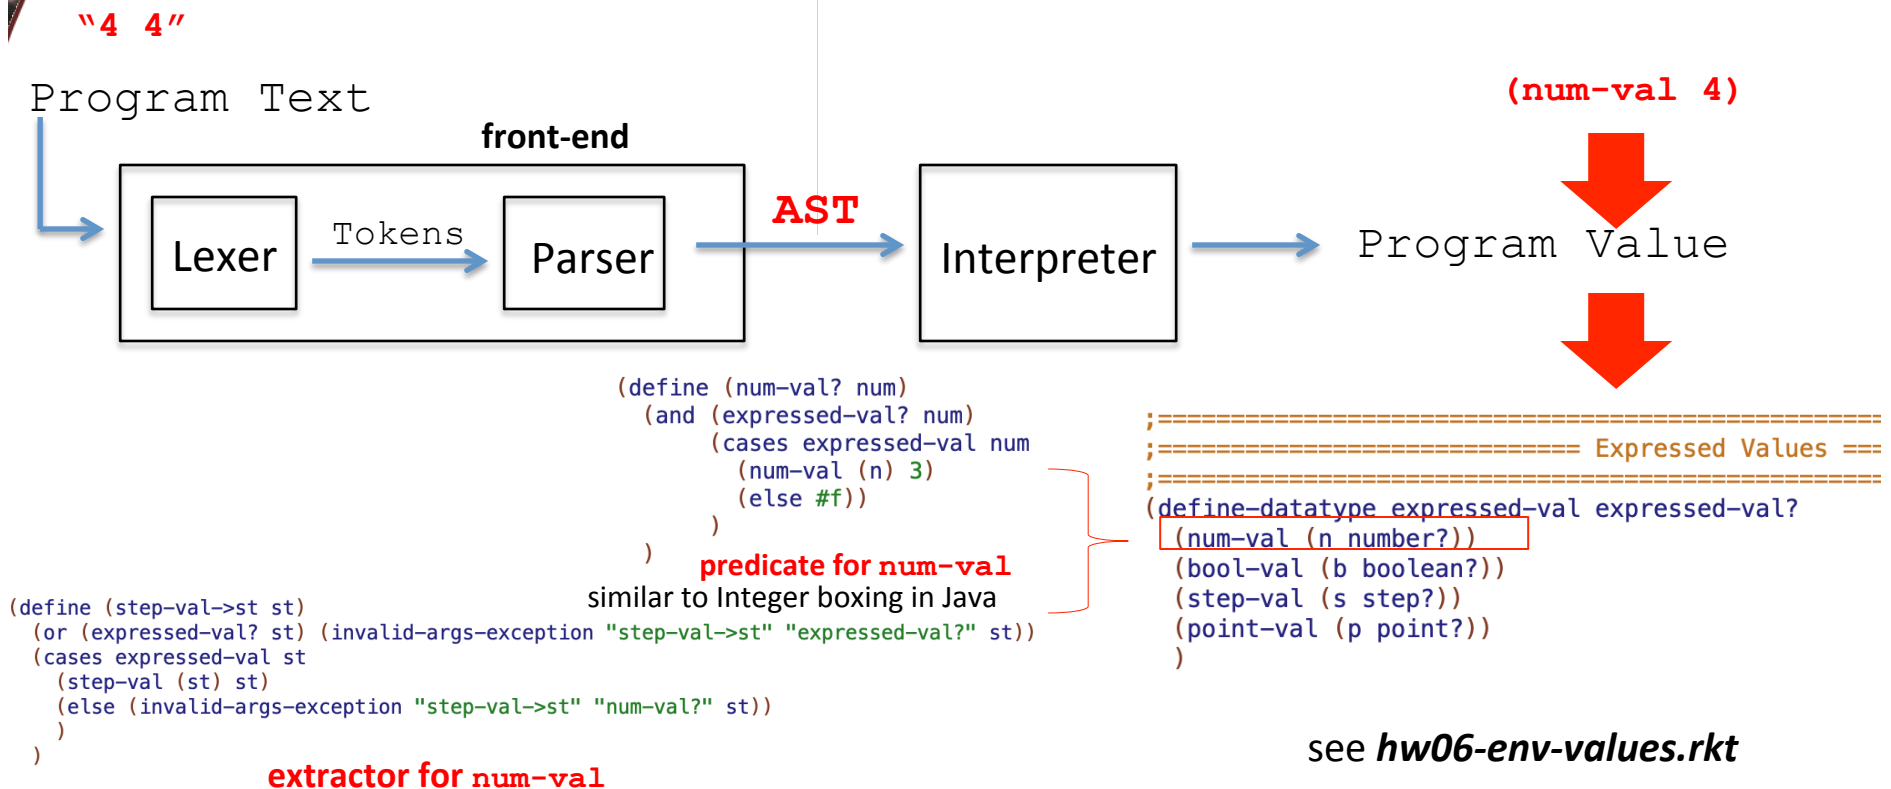 “4 4”
Program Text
front-end
Lexer
Tokens
Parser
AST
Interpreter
(num-val 4)
Program Value
(define (num-val? num)
(and (expressed-val? num)
(cases expressed-val num
(num-val (n) 3)
(else #f))
)
)
predicate for num-val
similar to Integer boxing in Java
(define (step-val->st st)
(or (expressed-val? st) (invalid-args-exception "step-val->st" "expressed-val?" st))
(cases expressed-val st
(step-val (st) st)
(else (invalid-args-exception "step-val->st" "num-val?" st))
)
)
extractor for num-val
;==================================================
;============================= Expressed Values ===
;==================================================
(define-datatype expressed-val expressed-val?
(num-val (n number?))
(bool-val (b boolean?))
(step-val (s step?))
(point-val (p point?))
)
see hw06-env-values.rkt